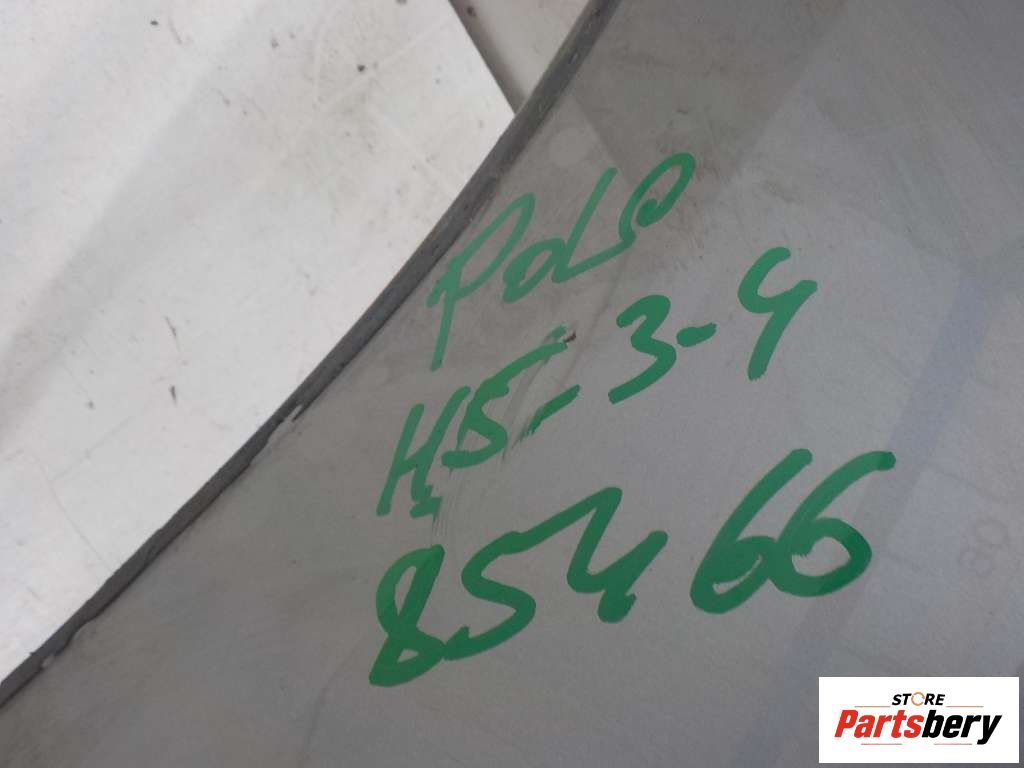 Polo
H5-3-4
85466
STORE
Partsbery